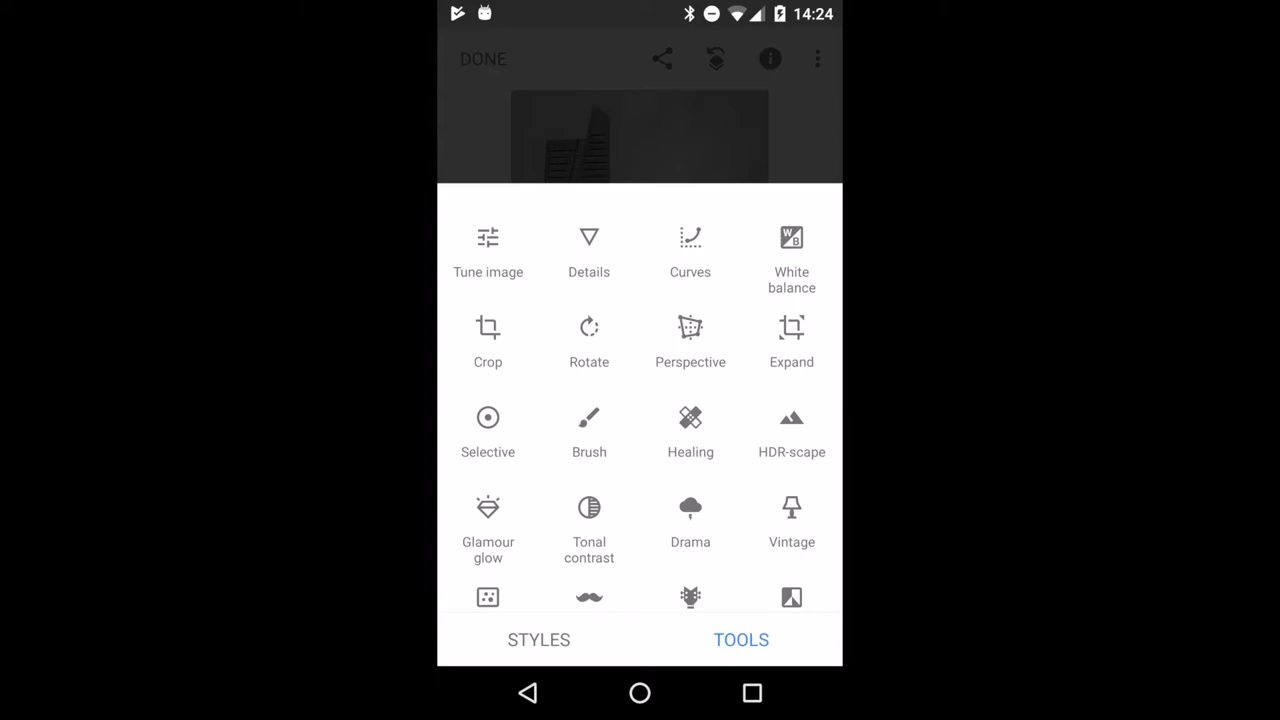 14:24
DONE
Tune image
Details
Curves
White
balance
Crop
Rotate
Perspective
Expand
Selective
Brush
Healing
HDR-scape
Glamour
glow
Tonal
contrast
Drama
Vintage
STYLES
TOOLS